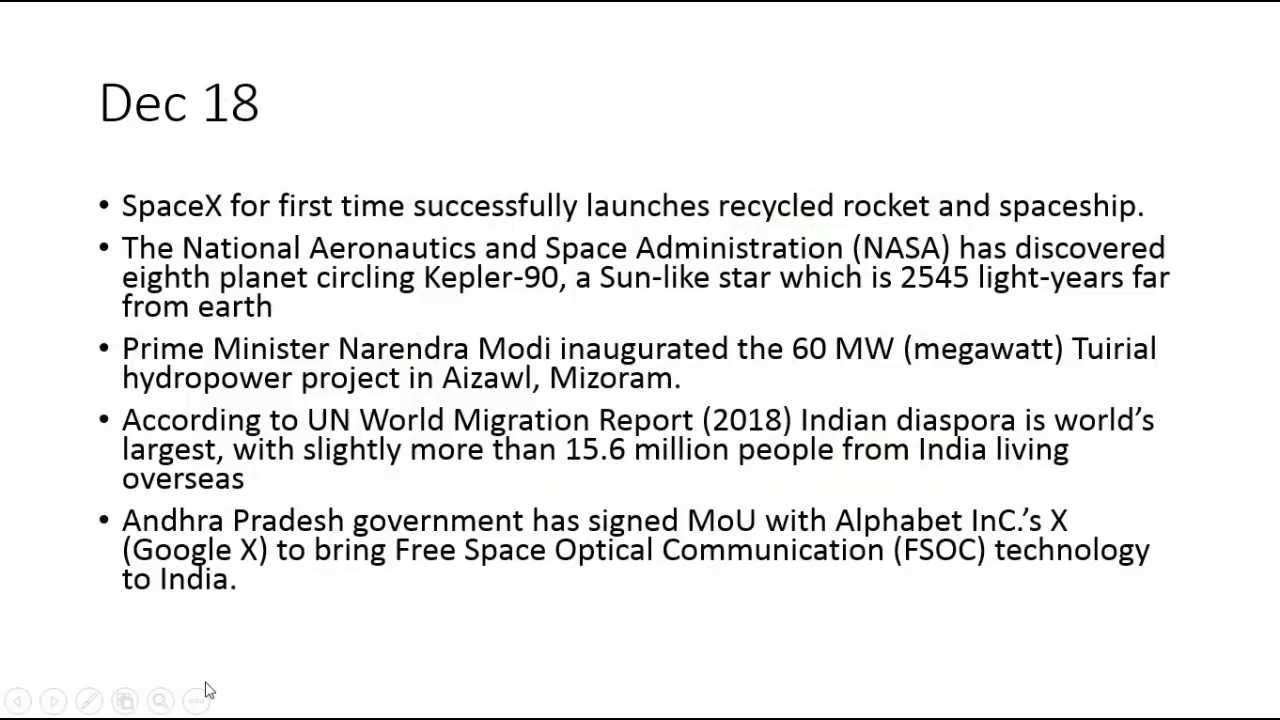 Dec 18
• SpaceX for first time successfully launches recycled rocket and spaceship.
• The National Aeronautics and Space Administration (NASA) has discovered
eighth planet circling Kepler-90, a Sun-like star which is 2545 light-years far
from earth
• Prime Minister Narendra Modi inaugurated the 60 MW (megawatt) Tuirial
hydropower project in Aizawl, Mizoram.
• According to UN World Migration Report (2018) Indian diaspora is world’s
largest, with slightly more than 15.6 million people from India living
overseas
• Andhra Pradesh government has signed MoU with Alphabet InC.’s X
(Google X) to bring Free Space Optical Communication (FSOC) technology
to India.